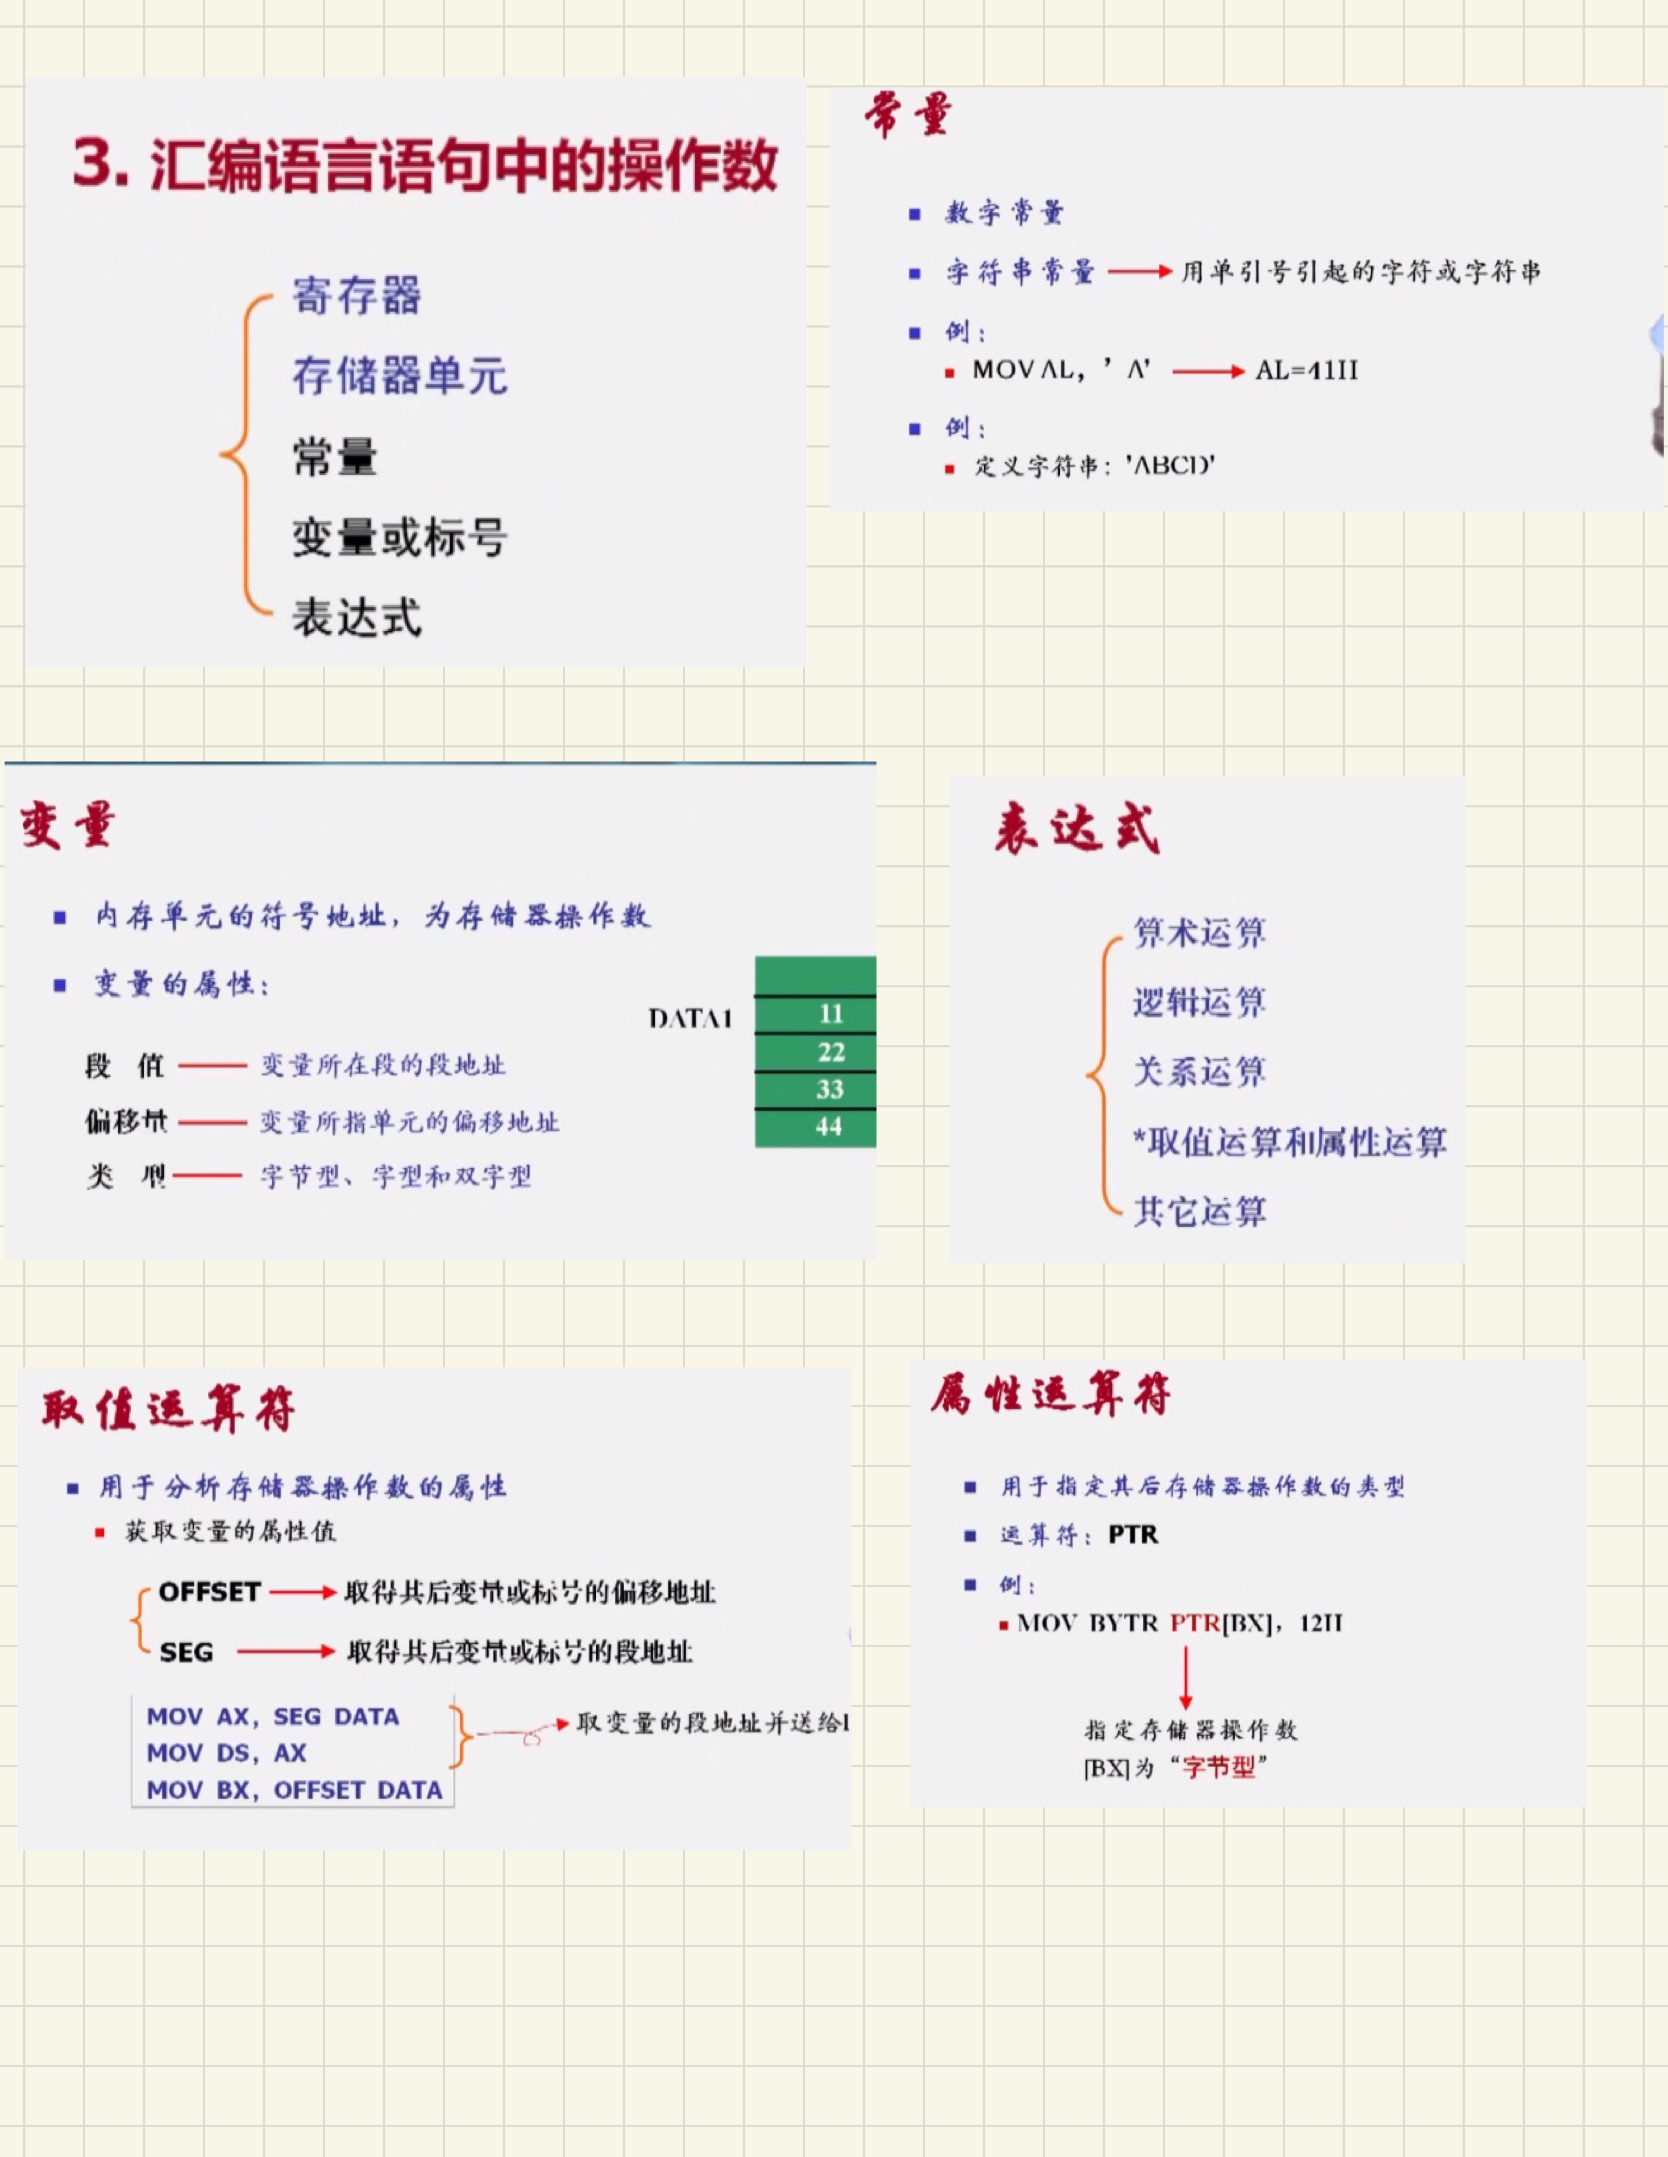 3. 汇编语言语句中的操作数
寄存器
存储器单元
常量
变量或标号
表达式
常量
数字常量
字符串常量 用单引号引起的字符或字符串
例：
MOV AL，'A' AL=41H
例：
定义字符串：'ABCD'
变量
内存单元的符号地址，为存储器操作数
变量的属性：
DATA1 11
22
33
44
段 值 变量所在段的段地址
偏移量 变量所指单元的偏移地址
类 型 字节型、字型和双字型
表达式
算术运算
逻辑运算
关系运算
*取值运算和属性运算
其它运算
取值运算符
用于分析存储器操作数的属性
获取变量的属性值
OFFSET 取得其后变量或标号的偏移地址
SEG 取得其后变量或标号的段地址
MOV AX，SEG DATA
MOV DS，AX
MOV BX，OFFSET DATA
取变量的段地址并送给
属性运算符
用于指定其后存储器操作数的类型
运算符：PTR
例：
MOV BYTR PTR[BX]，12H
指定存储器操作数
[BX]为“字节型”